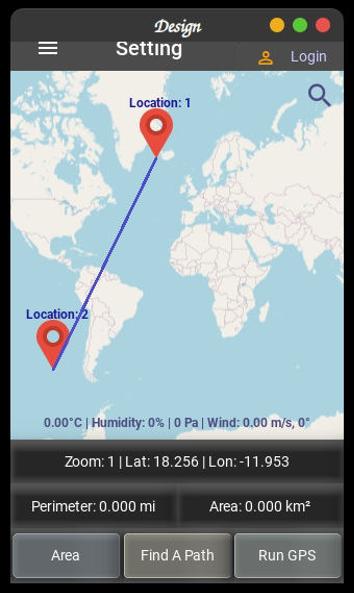 Design
Setting
Login
Location: 1
Location: 2
0.00°C | Humidity: 0% | 0 Pa | Wind: 0.00 m/s, 0°
Zoom: 1 | Lat: 18.256 | Lon: -11.953
Perimeter: 0.000 mi
Area: 0.000 km²
Area
Find A Path
Run GPS